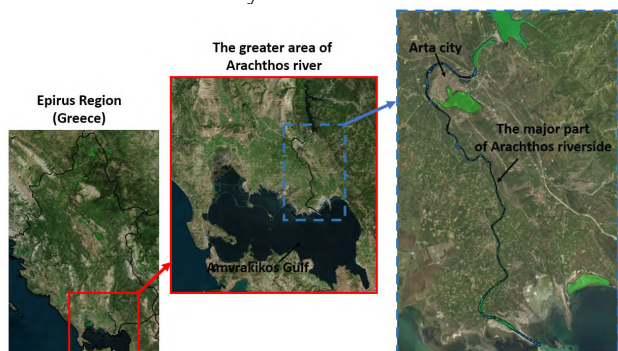 Epirus Region
(Greece)
The greater area of
Arachthos river
Amvrakikos Gulf
Arta city
The major part
of Arachthos riverside